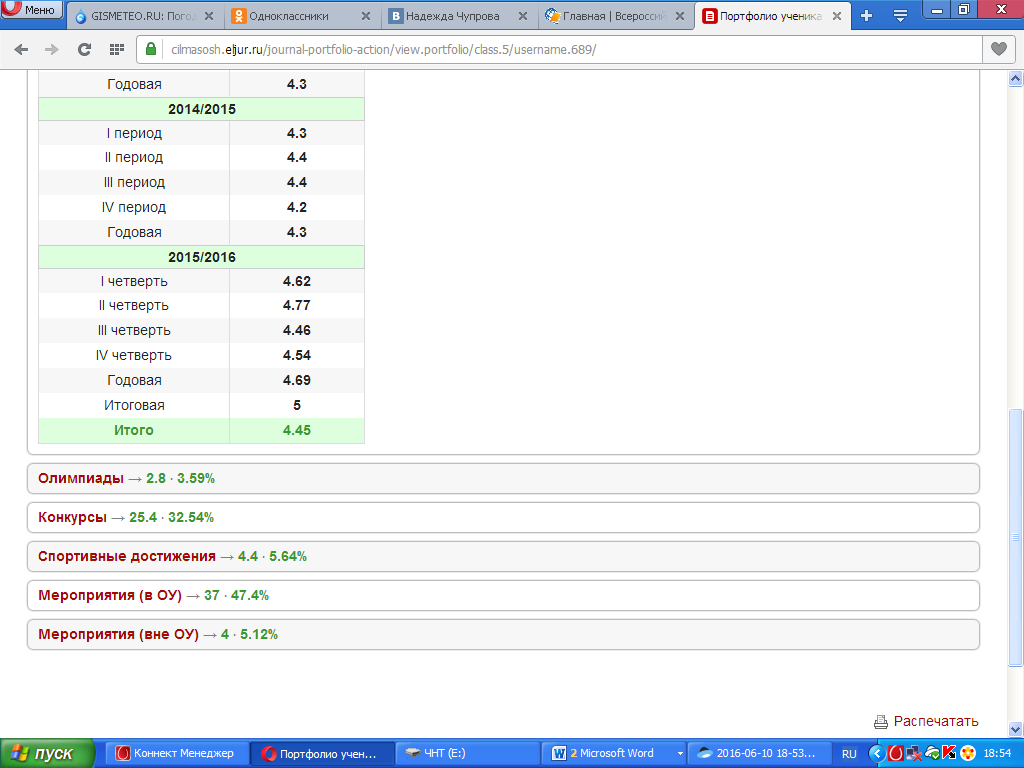 Меню
GISMETEO.RU: Пого
Одноклассники
Надежда Чупрова
Главная | Всеросси
Портфолио ученика
cilmasosh.eljur.ru/journal-portfolio-action/view.portfolio/class.5/username.689/
Годовая 4.3
2014/2015
I период 4.3
II период 4.4
III период 4.4
IV период 4.2
Годовая 4.3
2015/2016
I четверть 4.62
II четверть 4.77
III четверть 4.46
IV четверть 4.54
Годовая 4.69
Итоговая 5
Итого 4.45
Олимпиады → 2.8 · 3.59%
Конкурсы → 25.4 · 32.54%
Спортивные достижения → 4.4 · 5.64%
Мероприятия (в ОУ) → 37 · 47.4%
Мероприятия (вне ОУ) → 4 · 5.12%
Распечатать
пуск
Коннект Менеджер
Портфолио учен...
ЧНТ (E:)
2 Microsoft Word
2016-06-10 18-53...
RU
18:54